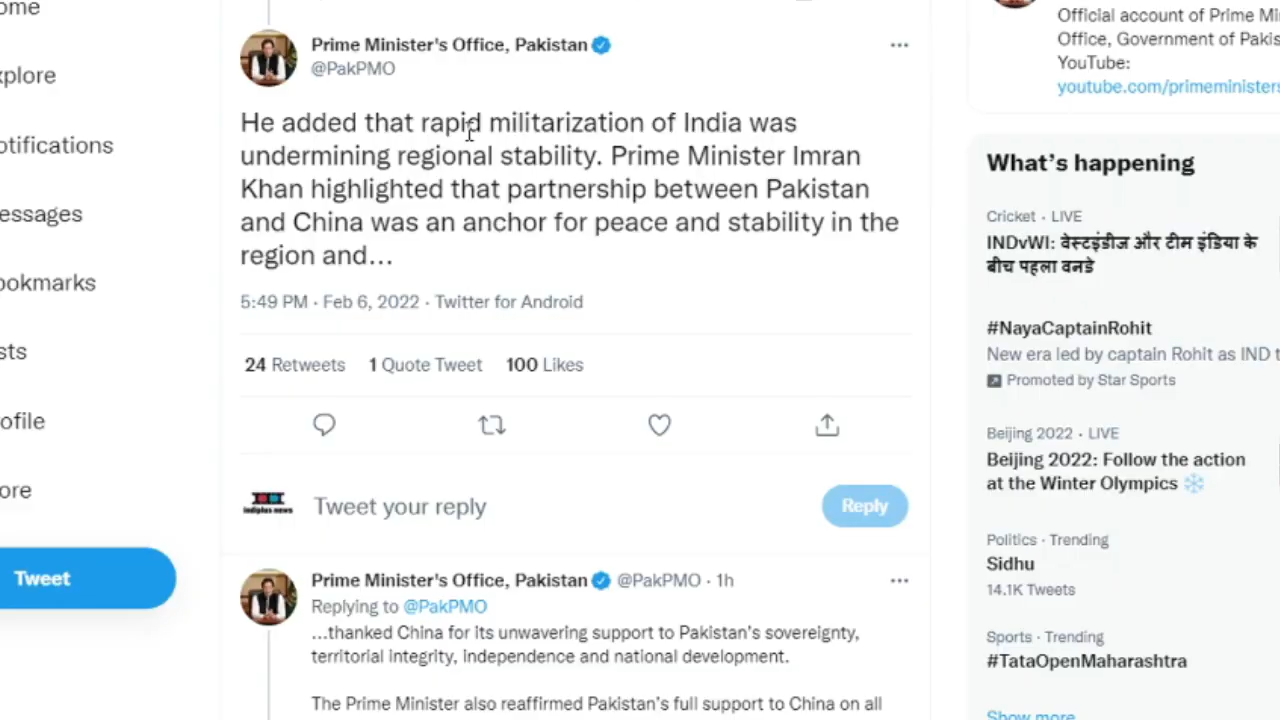 ome
xplore
otifications
essages
ookmarks
sts
ofile
ore
Tweet
Prime Minister's Office, Pakistan
@PakPMO
He added that rapid militarization of India was
undermining regional stability. Prime Minister Imran
Khan highlighted that partnership between Pakistan
and China was an anchor for peace and stability in the
region and...
5:49 PM · Feb 6, 2022 · Twitter for Android
24 Retweets 1 Quote Tweet 100 Likes
indiplus news
Tweet your reply
Reply
Prime Minister's Office, Pakistan @PakPMO · 1h
Replying to @PakPMO
...thanked China for its unwavering support to Pakistan's sovereignty,
territorial integrity, independence and national development.
The Prime Minister also reaffirmed Pakistan's full support to China on all
Official account of Prime Mi
Office, Government of Pakis
YouTube:
youtube.com/primeministers
What's happening
Cricket · LIVE
INDvWI: वेस्टइंडीज और टीम इंडिया के
बीच पहला वनडे
#NayaCaptainRohit
New era led by captain Rohit as IND t
Promoted by Star Sports
Beijing 2022 · LIVE
Beijing 2022: Follow the action
at the Winter Olympics
Politics · Trending
Sidhu
14.1K Tweets
Sports · Trending
#TataOpenMaharashtra
Show more